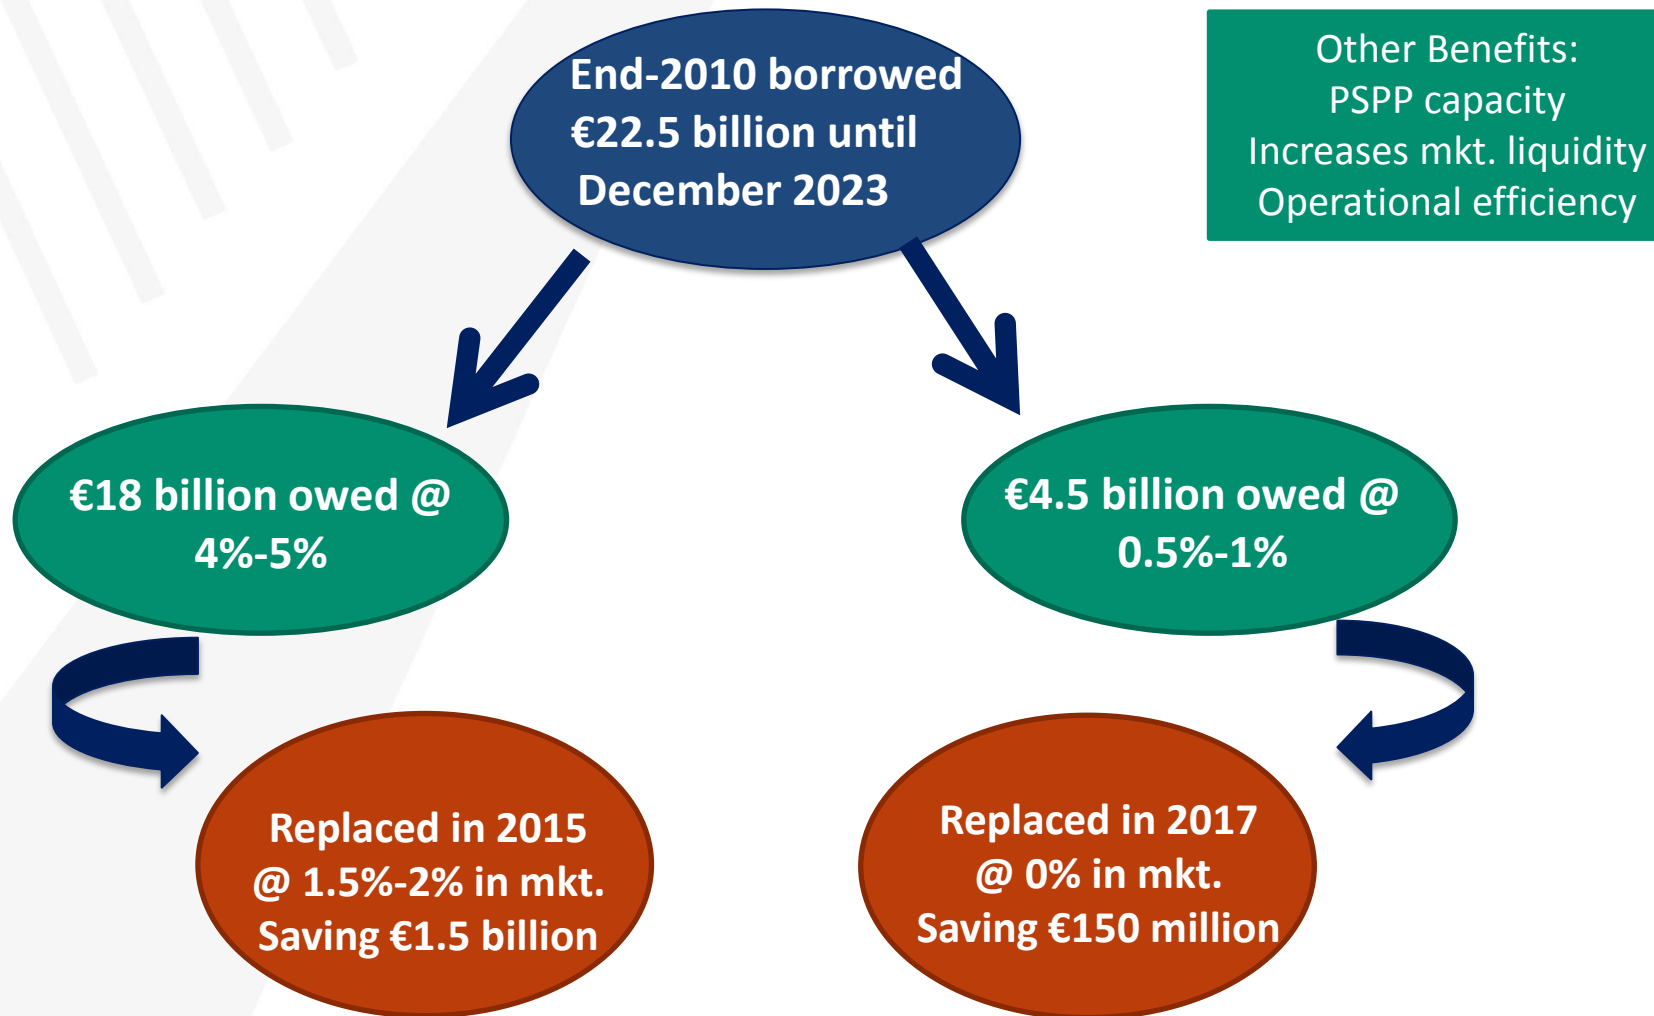 End-2010 borrowed
€22.5 billion until
December 2023
Other Benefits:
PSPP capacity
Increases mkt. liquidity
Operational efficiency
€18 billion owed @
4%-5%
€4.5 billion owed @
0.5%-1%
Replaced in 2015
@ 1.5%-2% in mkt.
Saving €1.5 billion
Replaced in 2017
@ 0% in mkt.
Saving €150 million